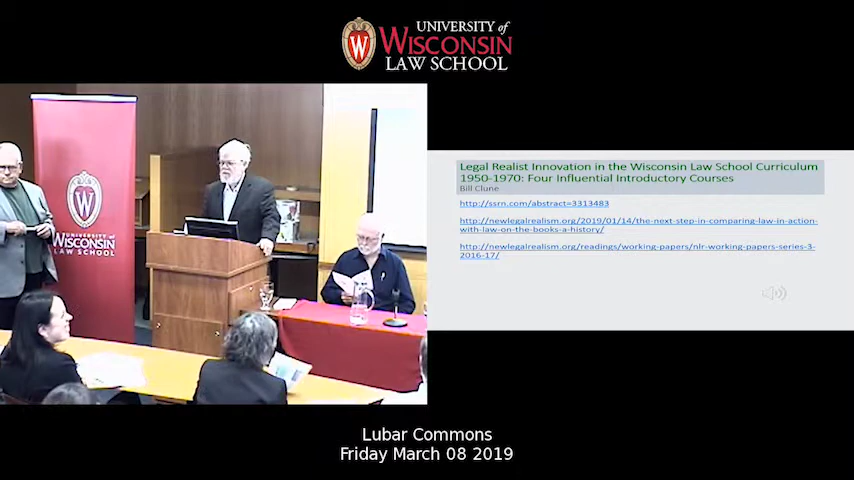 UNIVERSITY of
WISCONSIN
LAW SCHOOL
W
UNIVERSITY of
WISCONSIN
LAW SCHOOL
Legal Realist Innovation in the Wisconsin Law School Curriculum
1950-1970: Four Influential Introductory Courses
Bill Clune
http://ssrn.com/abstract=3313483
http://newlegalrealism.org/2019/01/14/the-next-step-in-comparing-law-in-action-
with-law-on-the-books-a-history/
http://newlegalrealism.org/readings/working-papers/nlr-working-papers-series-3-
2016-17/
Lubar Commons
Friday March 08 2019